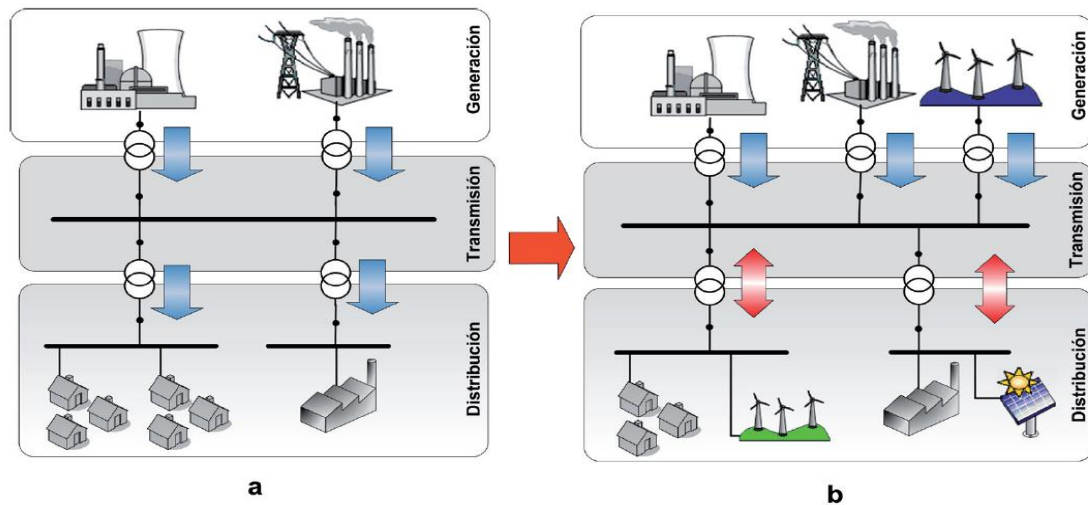 Generación
Transmisión
Distribución
a
Generación
Transmisión
Distribución
b